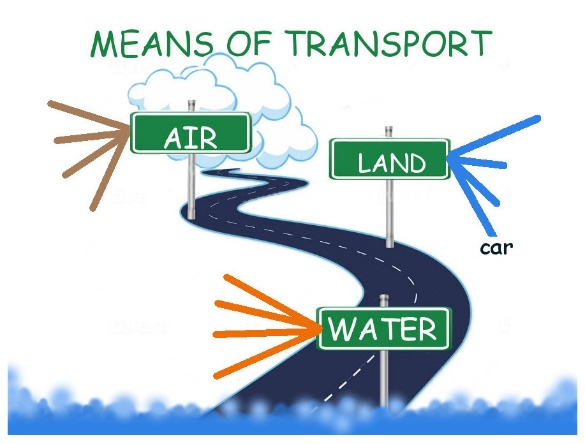 MEANS OF TRANSPORT
AIR
LAND
car
WATER